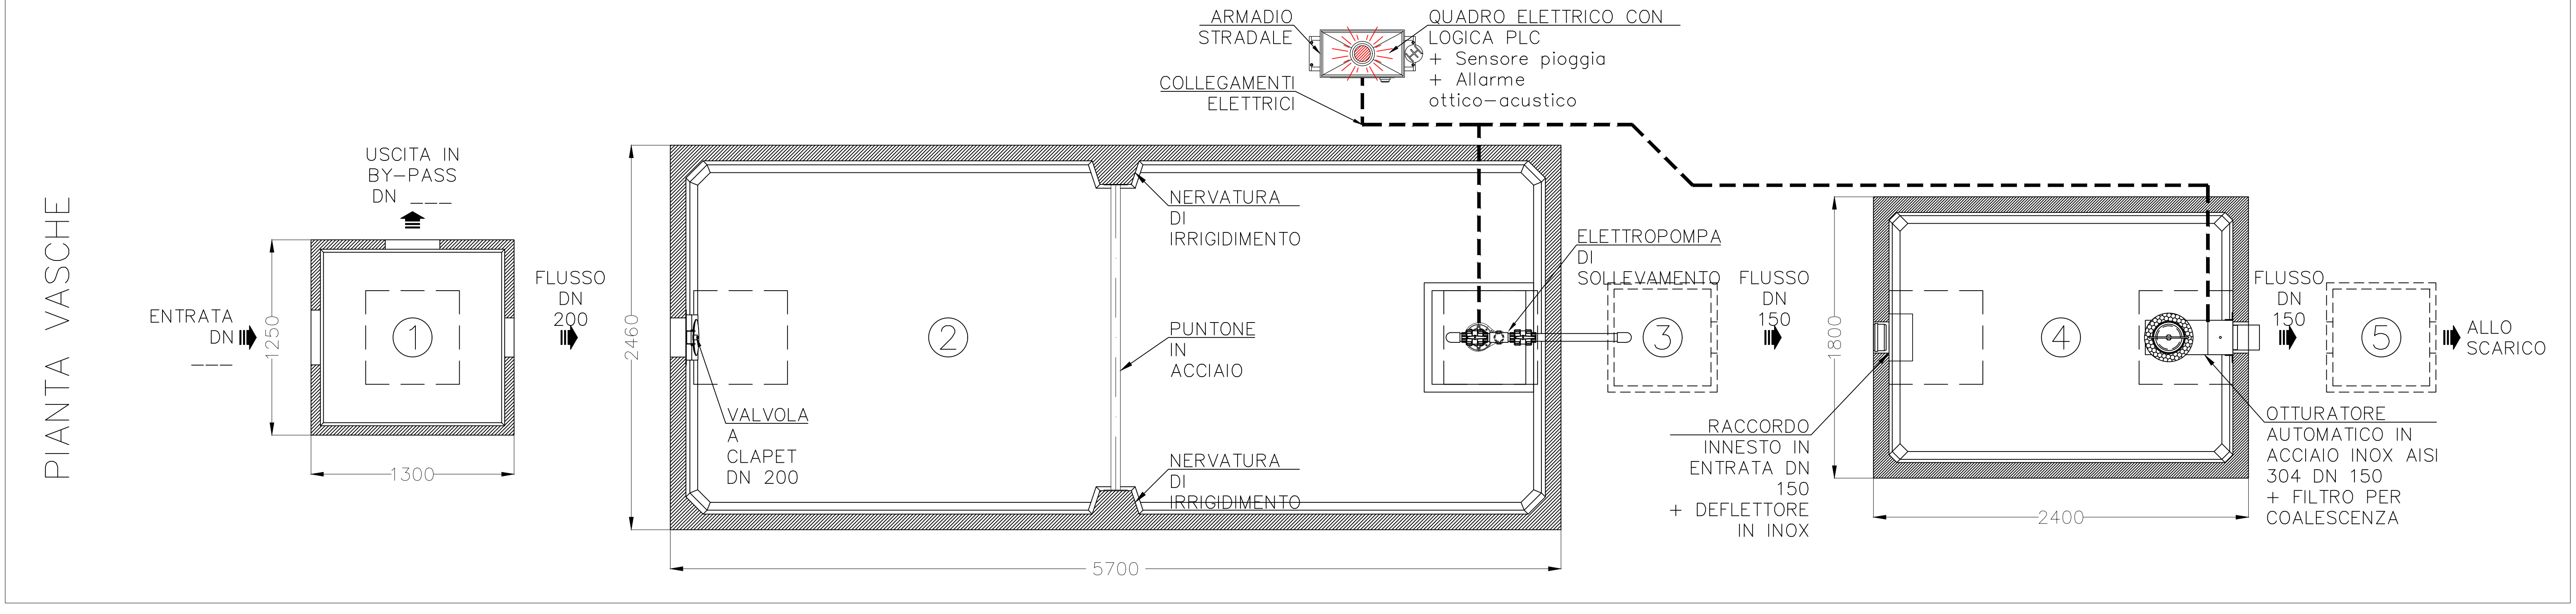 PIANTA VASCHE
ARMADIO
STRADALE
QUADRO ELETTRICO CON
LOGICA PLC
+ Sensore pioggia
+ Allarme
ottico-acustico
COLLEGAMENTI
ELETTRICI
USCITA IN
BY-PASS
DN ___
ENTRATA
DN
___
1250
1
1300
FLUSSO
DN
200
2460
2
VALVOLA
A
CLAPET
DN 200
NERVATURA
DI
IRRIGIDIMENTO
PUNTONE
IN
ACCIAIO
NERVATURA
DI
IRRIGIDIMENTO
5700
ELETTROPOMPA
DI
SOLLEVAMENTO
3
FLUSSO
DN
150
1800
4
RACCORDO
INNESTO IN
ENTRATA DN
150
+ DEFLETTORE
IN INOX
2400
FLUSSO
DN
150
5
ALLO
SCARICO
OTTURATORE
AUTOMATICO IN
ACCIAIO INOX AISI
304 DN 150
+ FILTRO PER
COALESCENZA